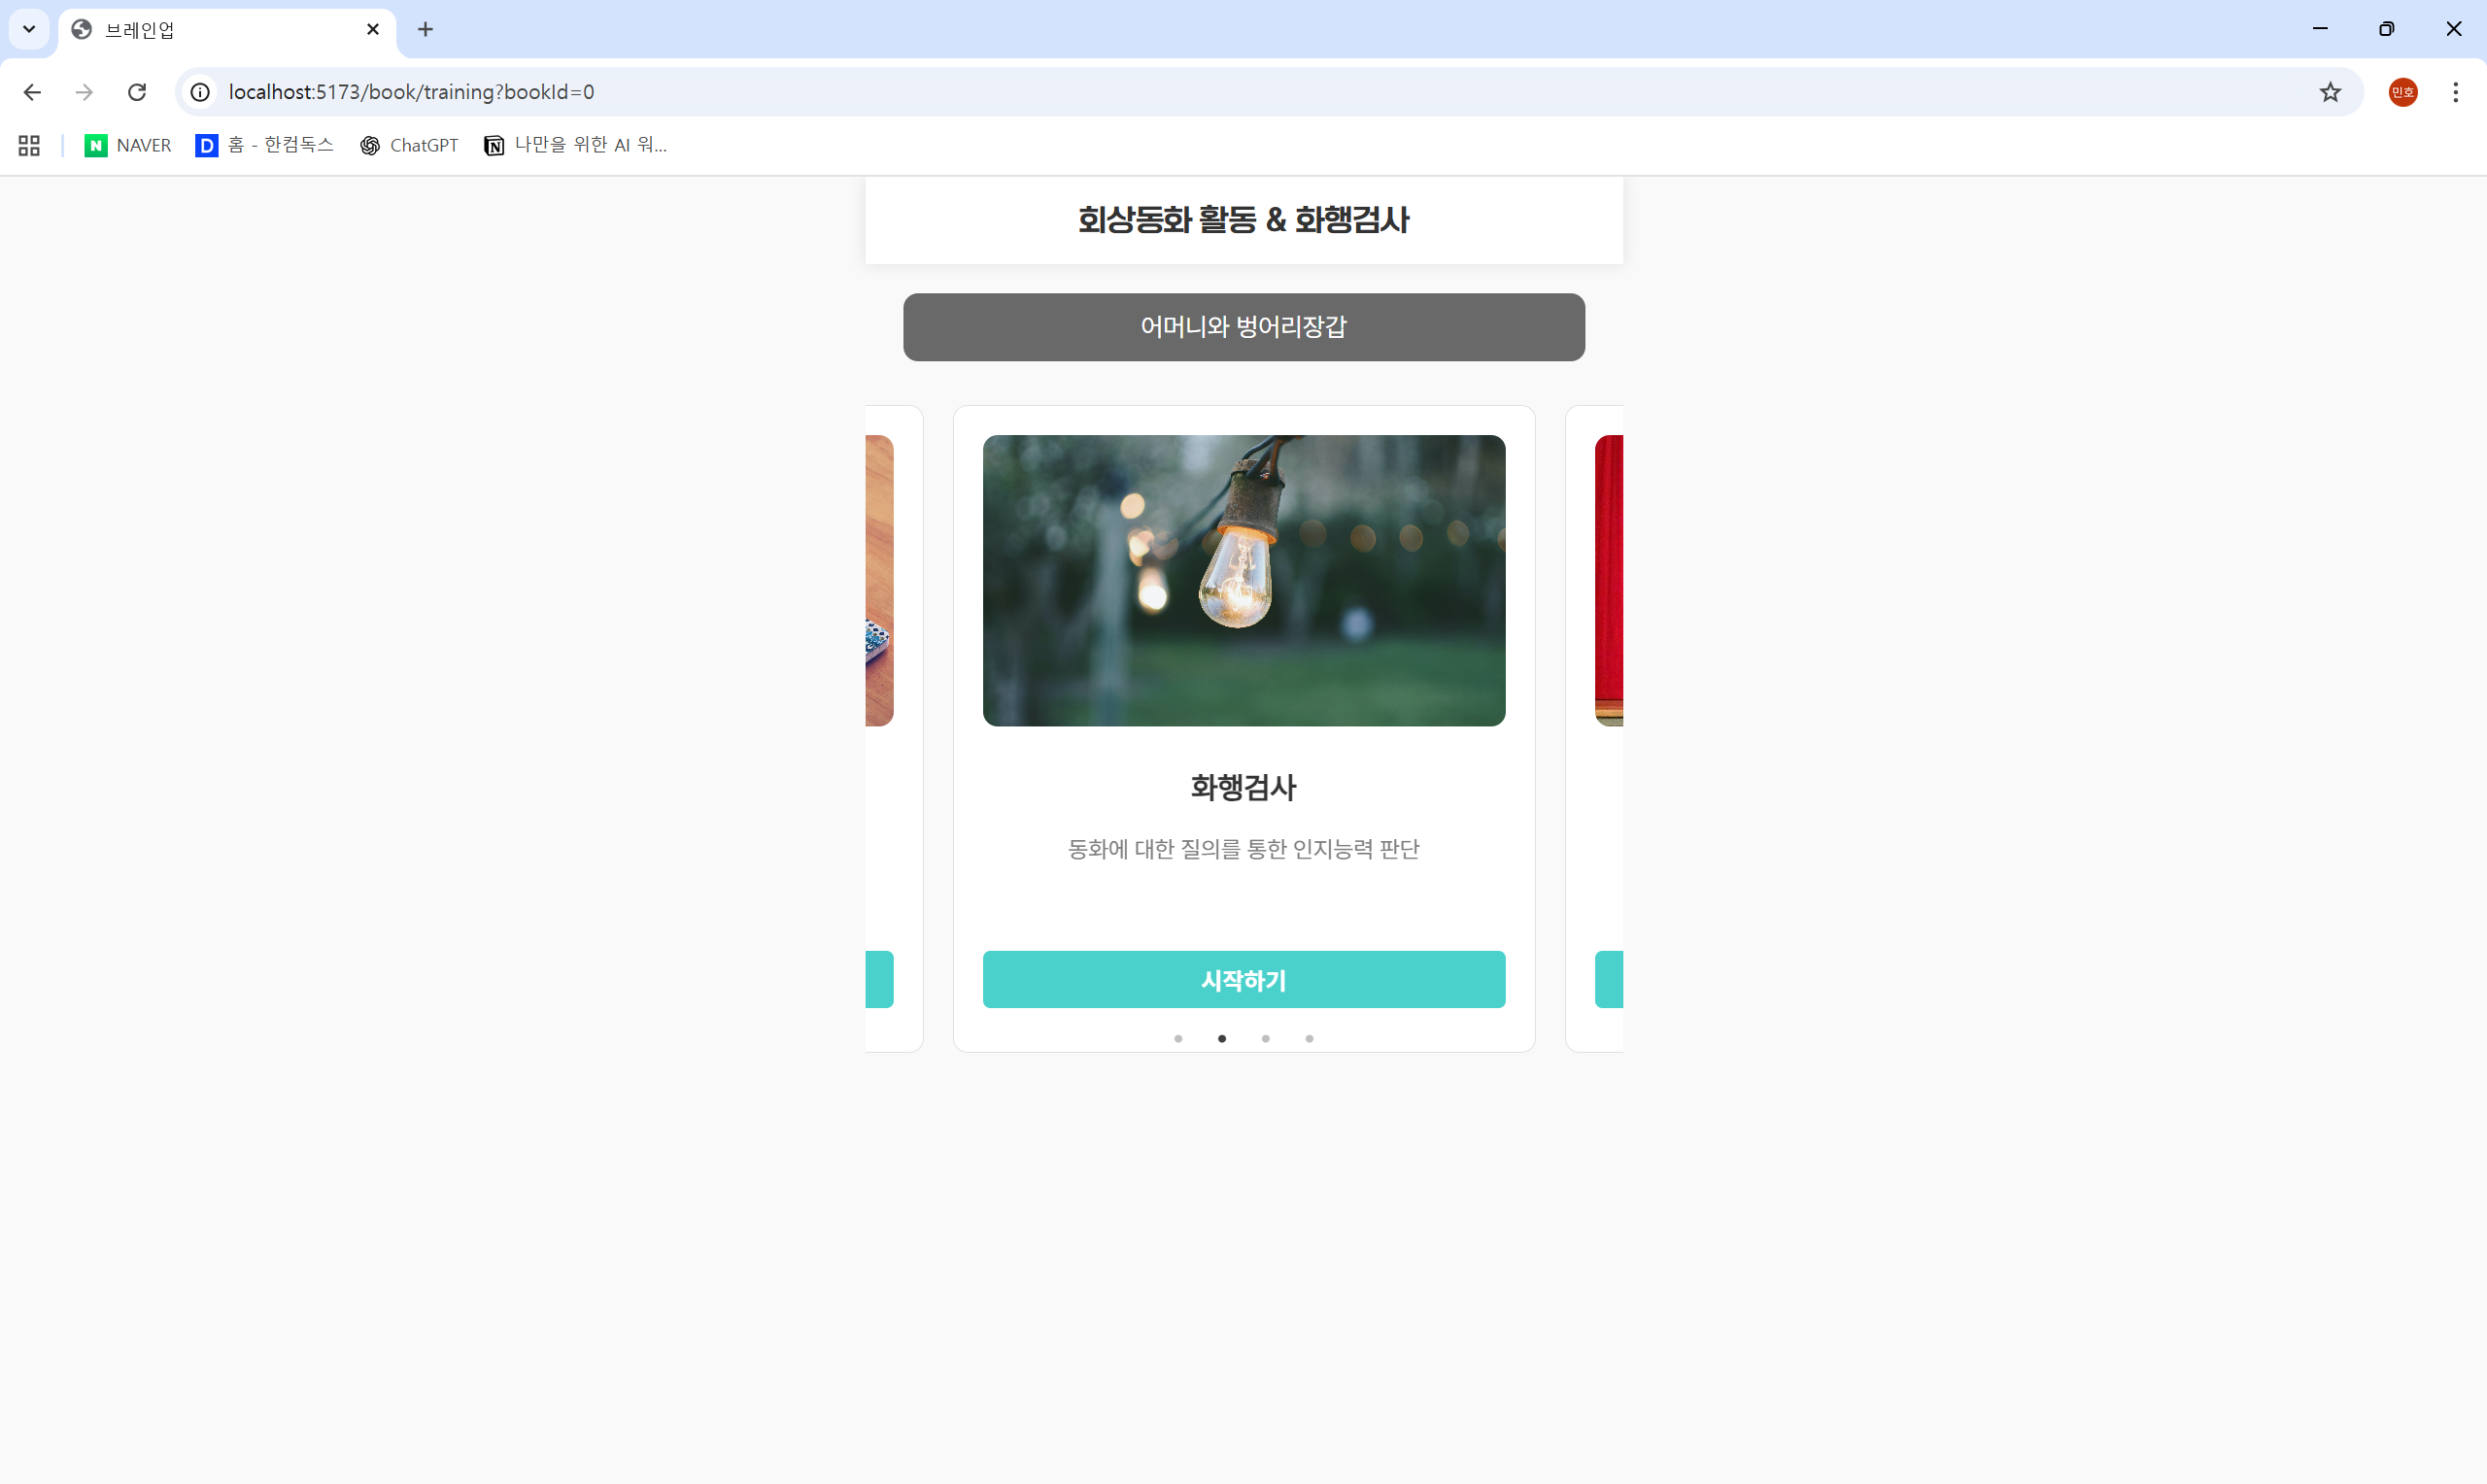 브레인업
localhost:5173/book/training?bookId=0
민호
NAVER
홈 - 한컴독스
ChatGPT
나만을 위한 AI 워...
회상동화 활동 & 화행검사
어머니와 벙어리장갑
화행검사
동화에 대한 질의를 통한 인지능력 판단
시작하기